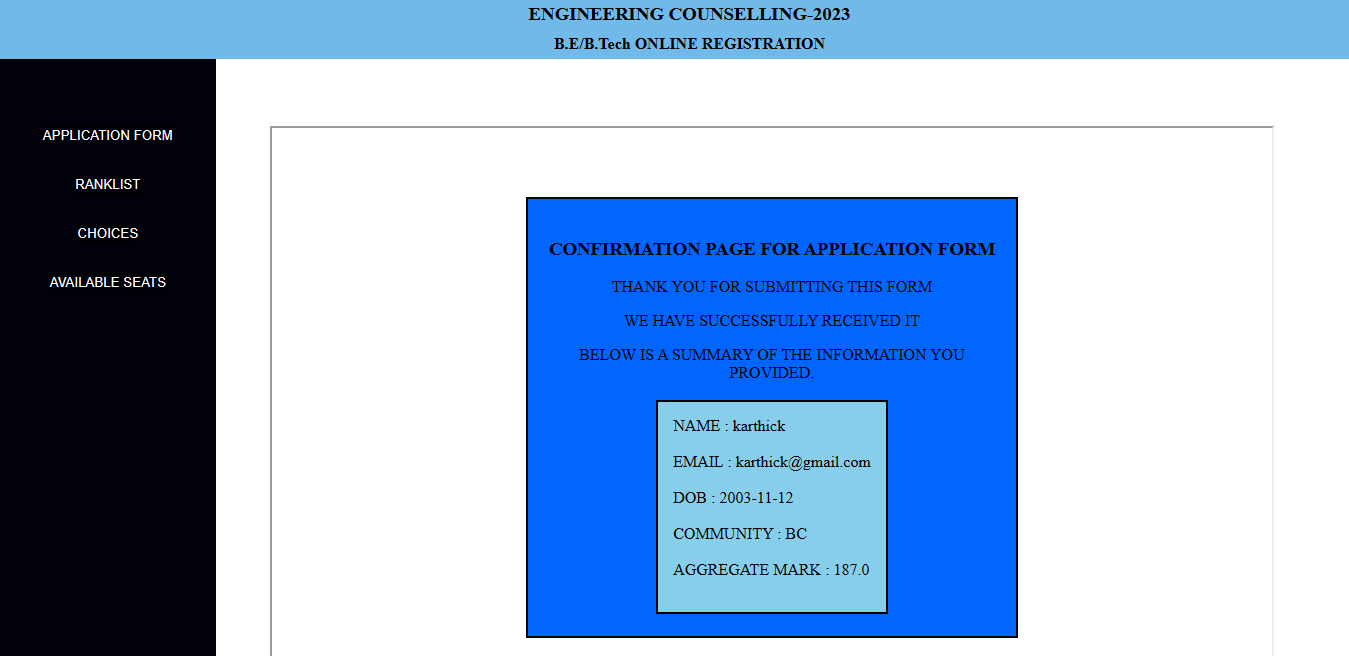 ENGINEERING COUNSELLING-2023
B.E/B.Tech ONLINE REGISTRATION
APPLICATION FORM
RANKLIST
CHOICES
AVAILABLE SEATS
CONFIRMATION PAGE FOR APPLICATION FORM
THANK YOU FOR SUBMITTING THIS FORM
WE HAVE SUCCESSFULLY RECEIVED IT
BELOW IS A SUMMARY OF THE INFORMATION YOU
PROVIDED.
NAME : karthick
EMAIL : karthick@gmail.com
DOB : 2003-11-12
COMMUNITY : BC
AGGREGATE MARK : 187.0